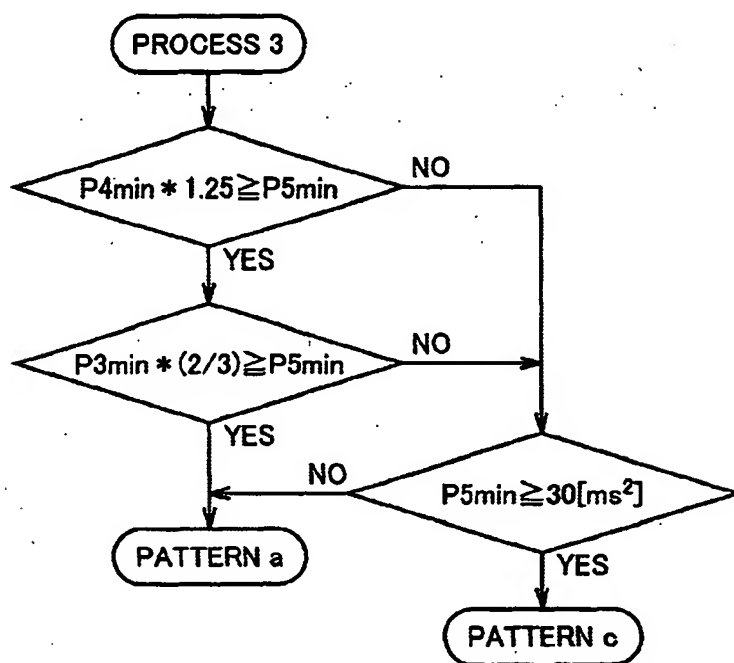 PROCESS 3
P4min * 1.25≧P5min
NO
YES
P3min * (2/3)≧P5min
NO
YES
NO
P5min≧30[ms²]
PATTERN a
YES
PATTERN c